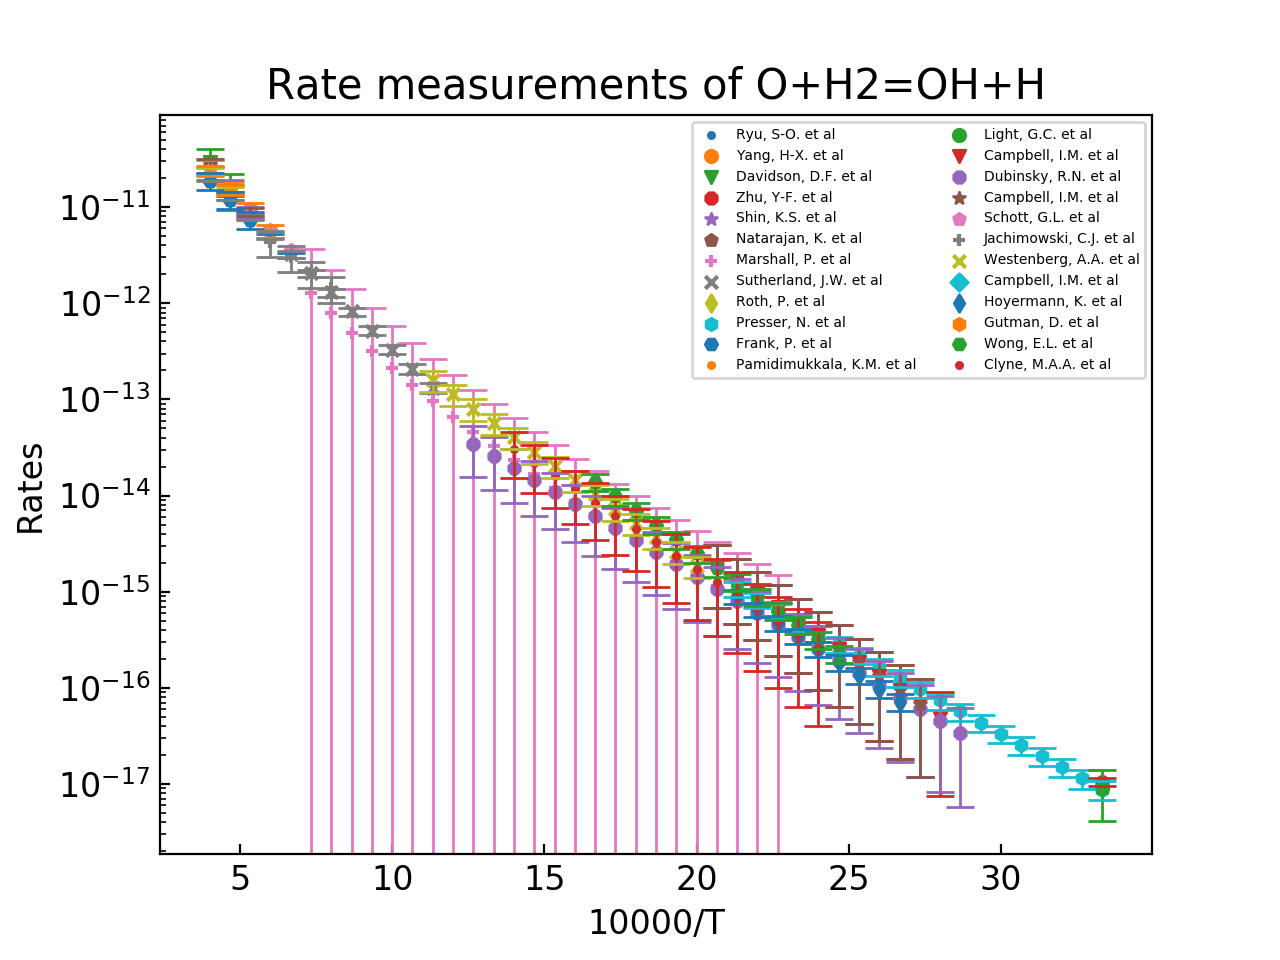 Rate measurements of O+H2=OH+H
Ryu, S-O. et al
Yang, H-X. et al
Davidson, D.F. et al
Zhu, Y-F. et al
Shin, K.S. et al
Natarajan, K. et al
Marshall, P. et al
Sutherland, J.W. et al
Roth, P. et al
Presser, N. et al
Frank, P. et al
Pamidimukkala, K.M. et al
Light, G.C. et al
Campbell, I.M. et al
Dubinsky, R.N. et al
Campbell, I.M. et al
Schott, G.L. et al
Jachimowski, C.J. et al
Westenberg, A.A. et al
Campbell, I.M. et al
Hoyermann, K. et al
Gutman, D. et al
Wong, E.L. et al
Clyne, M.A.A. et al
Rates
10⁻¹¹
10⁻¹²
10⁻¹³
10⁻¹⁴
10⁻¹⁵
10⁻¹⁶
10⁻¹⁷
5 10 15 20 25 30
10000/T